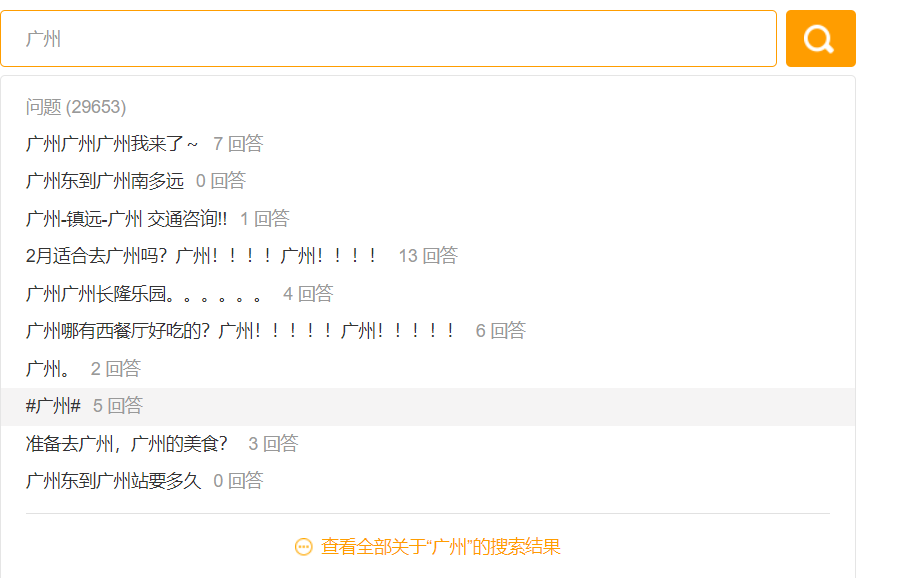 广州
问题 (29653)
广州广州广州我来了~ 7 回答
广州东到广州南多远 0 回答
广州-镇远-广州 交通咨询!! 1 回答
2月适合去广州吗？广州！！！！广州！！！！ 13 回答
广州广州长隆乐园。。。。。。 4 回答
广州哪有西餐厅好吃的？广州！！！！！广州！！！！！ 6 回答
广州。 2 回答
#广州# 5 回答
准备去广州，广州的美食？ 3 回答
广州东到广州站要多久 0 回答
查看全部关于“广州”的搜索结果